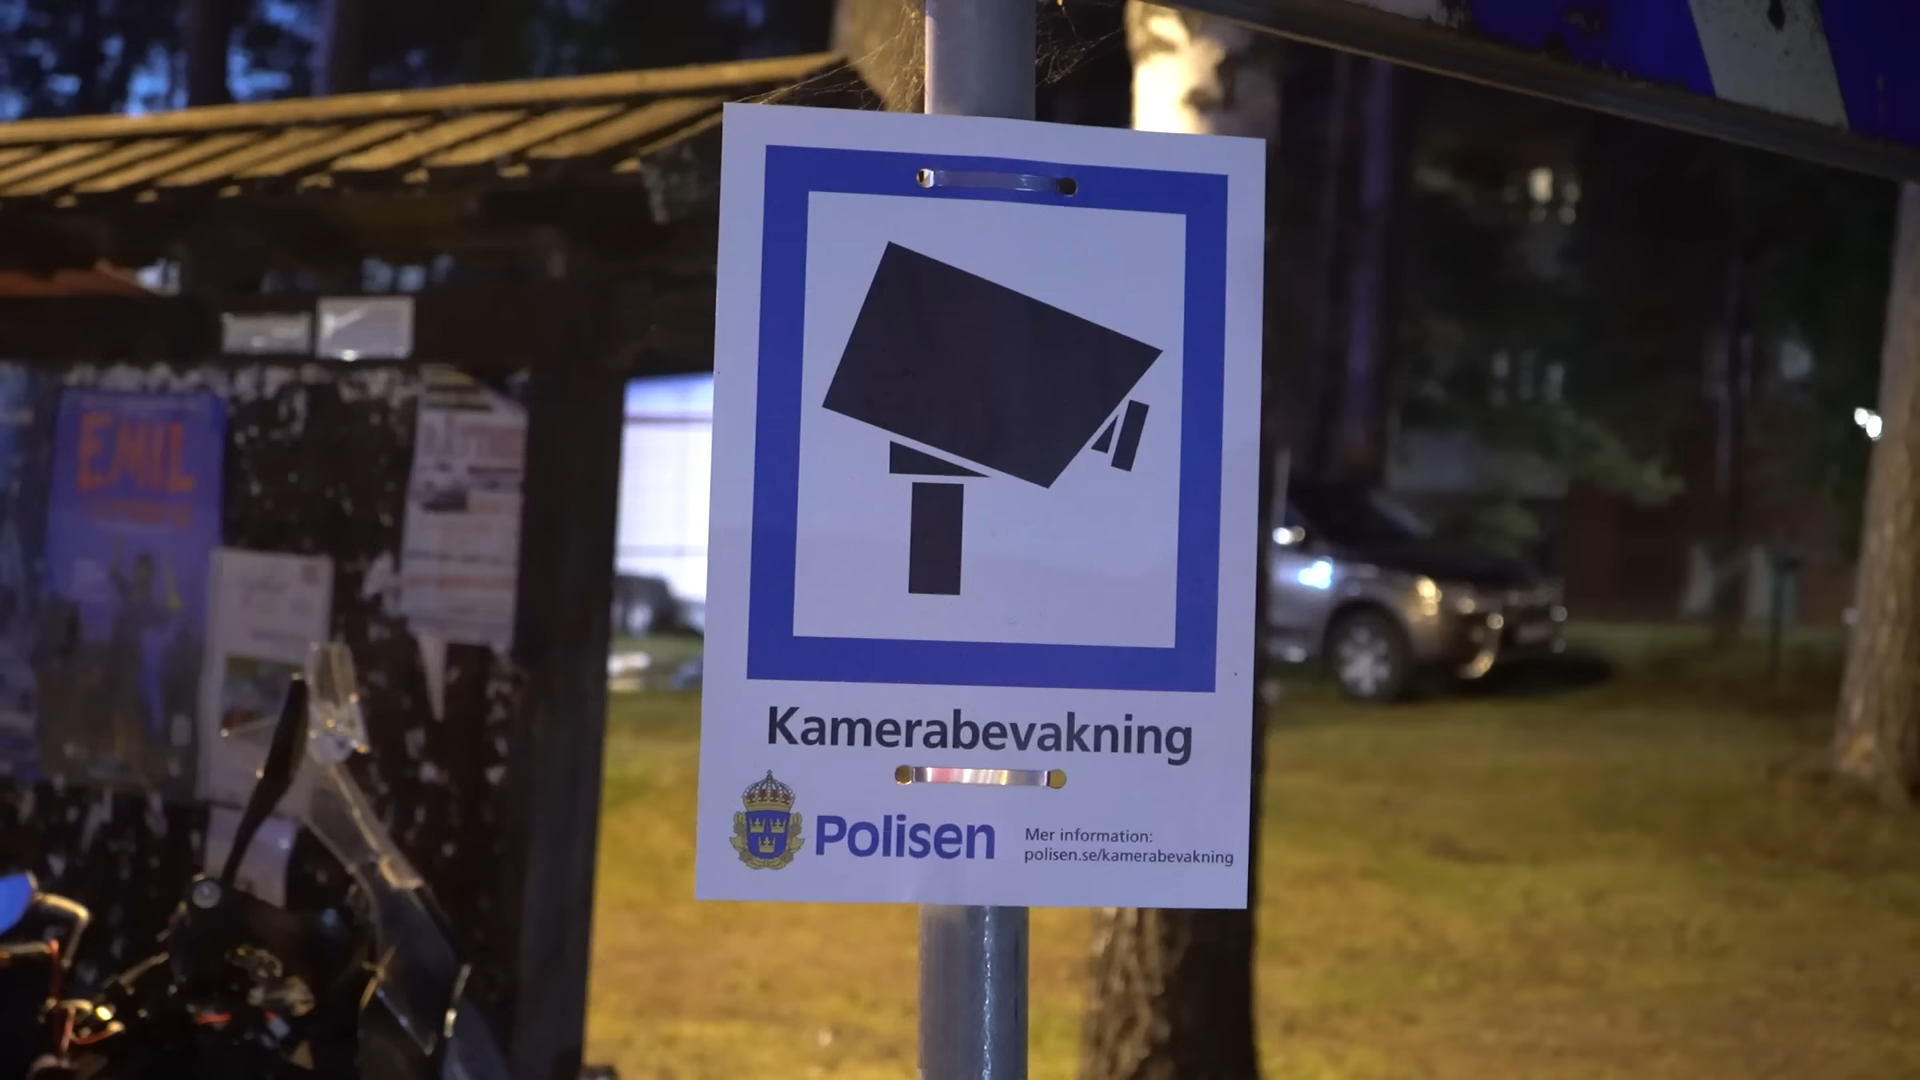 EMIL
Kamerabevakning
Polisen
Mer information:
polisen.se/kamerabevakning